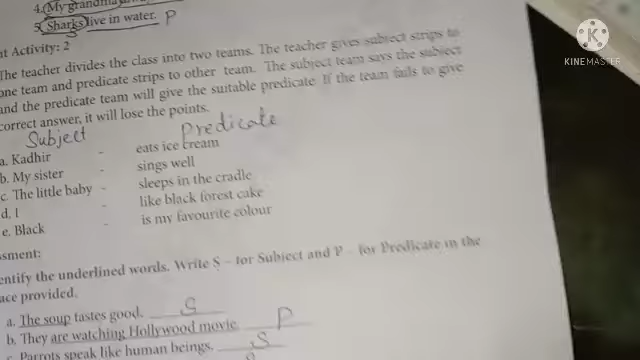 4. My grandma
5. Sharks live in water. P
nt Activity: 2
The teacher divides the class into two teams. The teacher gives subject strips to
one team and predicate strips to other team. The subject team says the subject
and the predicate team will give the suitable predicate. If the team fails to give
correct answer, it will lose the points.
Subject Predicate
a. Kadhir - eats ice cream
b. My sister - sings well
c. The little baby - sleeps in the cradle
d. I - like black forest cake
e. Black - is my favourite colour
ssment:
entify the underlined words. Write S – for Subject and P – for Predicate in the
ace provided.
a. The soup tastes good. S
b. They are watching Hollywood movie. P
c. Parrots speak like human beings. S
KINEMASTER